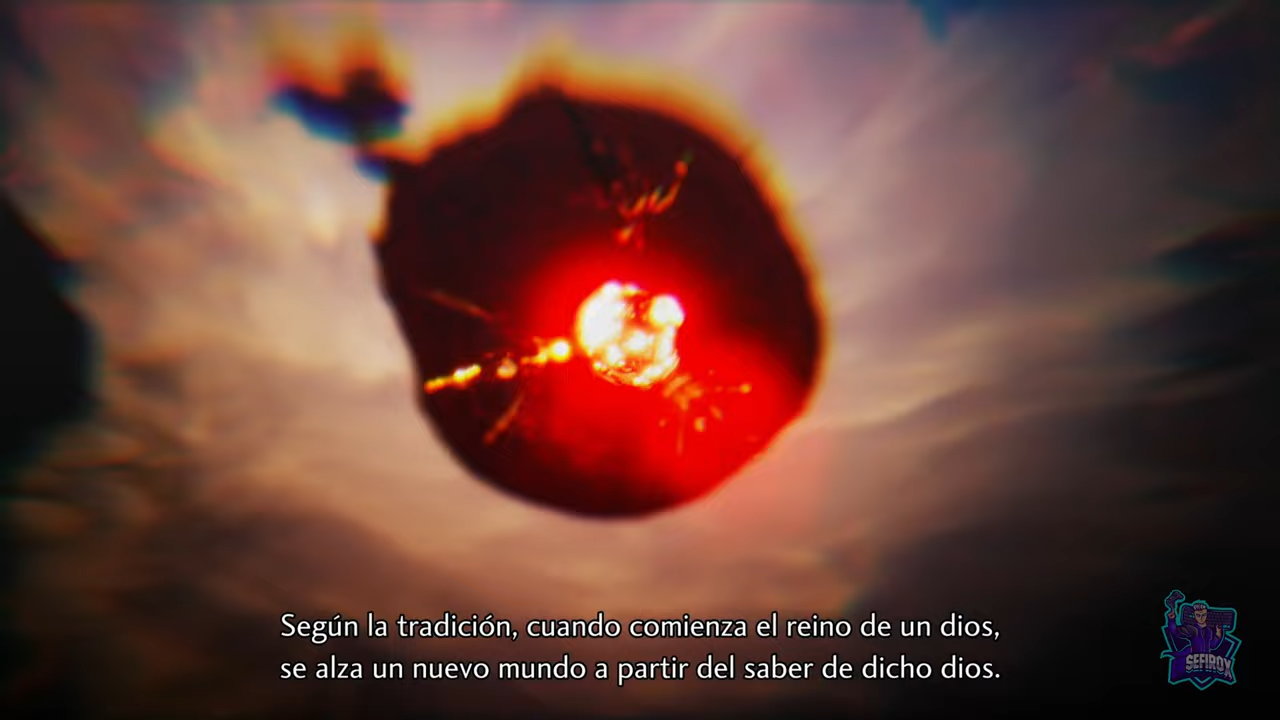 Según la tradición, cuando comienza el reino de un dios,
se alza un nuevo mundo a partir del saber de dicho dios.
SEFIROX